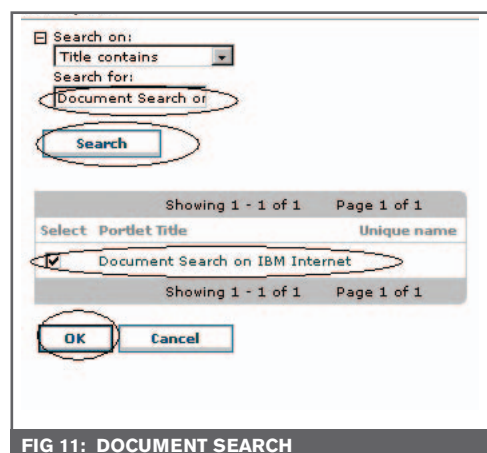 Search on:
Title contains
Search for:
Document Search or
Search
Showing 1 - 1 of 1 Page 1 of 1
Select Portlet Title Unique name
Document Search on IBM Internet
Showing 1 - 1 of 1 Page 1 of 1
OK Cancel
FIG 11: DOCUMENT SEARCH